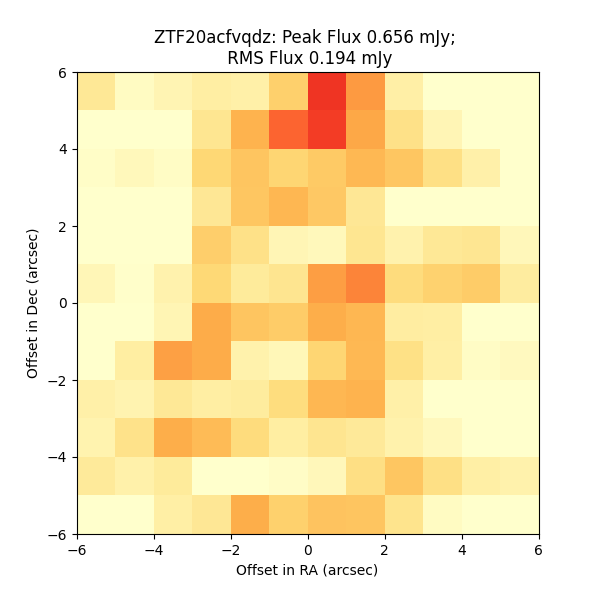 ZTF20acfvqdz: Peak Flux 0.656 mJy;
RMS Flux 0.194 mJy
6
4
2
0
−2
−4
−6
Offset in Dec (arcsec)
−6 −4 −2 0 2 4 6
Offset in RA (arcsec)